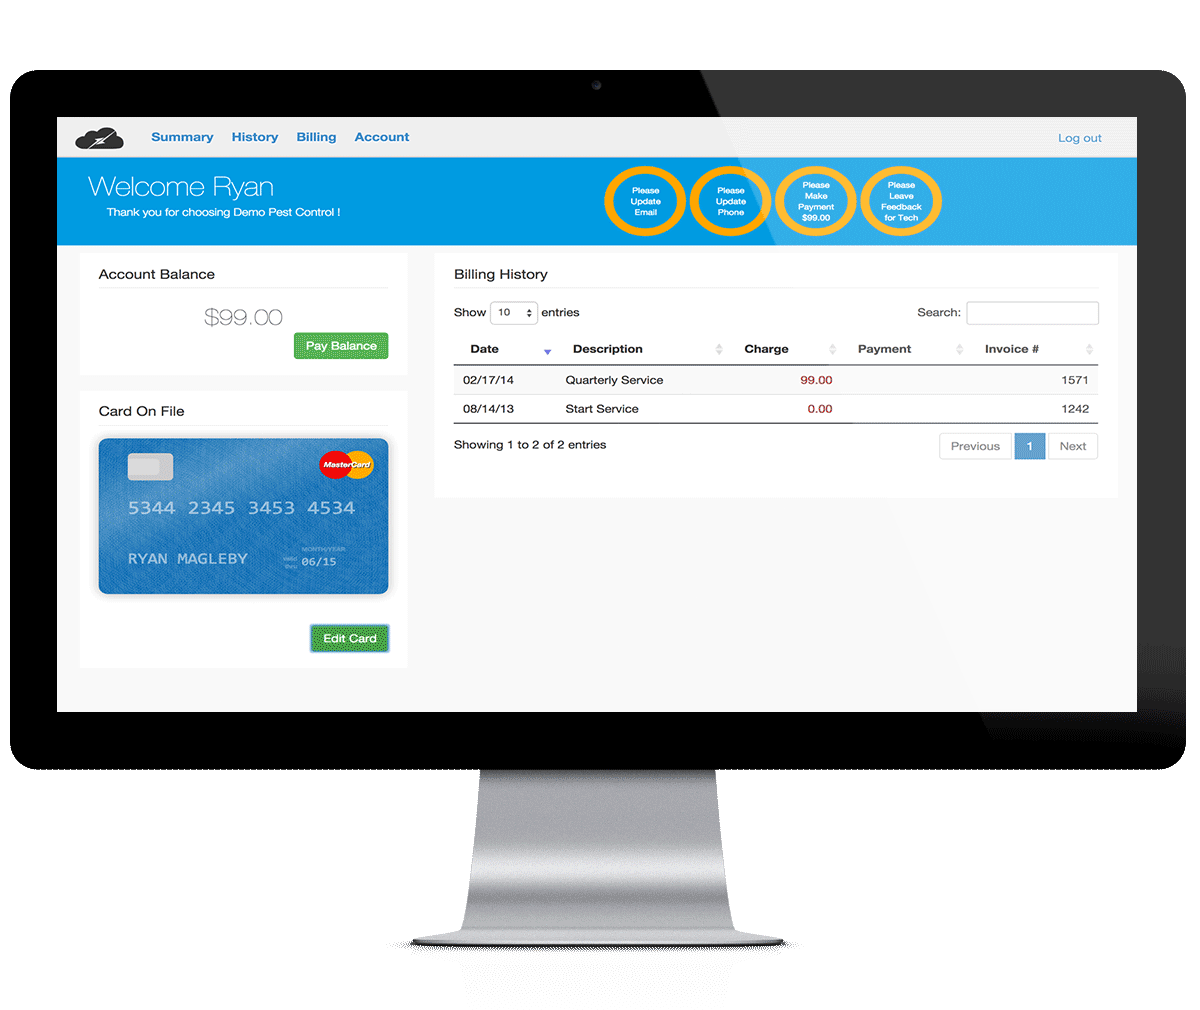 Summary History Billing Account Log out
Welcome Ryan
Thank you for choosing Demo Pest Control !
Please Update Email
Please Update Phone
Please Make Payment $99.00
Please Leave Feedback for Tech
Account Balance
$99.00
Pay Balance
Card On File
MasterCard
5344 2345 3453 4534
MONTH/YEAR
RYAN MAGLEBY valid thru 06/15
Edit Card
Billing History
Show 10 entries Search:
Date Description Charge Payment Invoice #
02/17/14 Quarterly Service 99.00 1571
08/14/13 Start Service 0.00 1242
Showing 1 to 2 of 2 entries Previous 1 Next